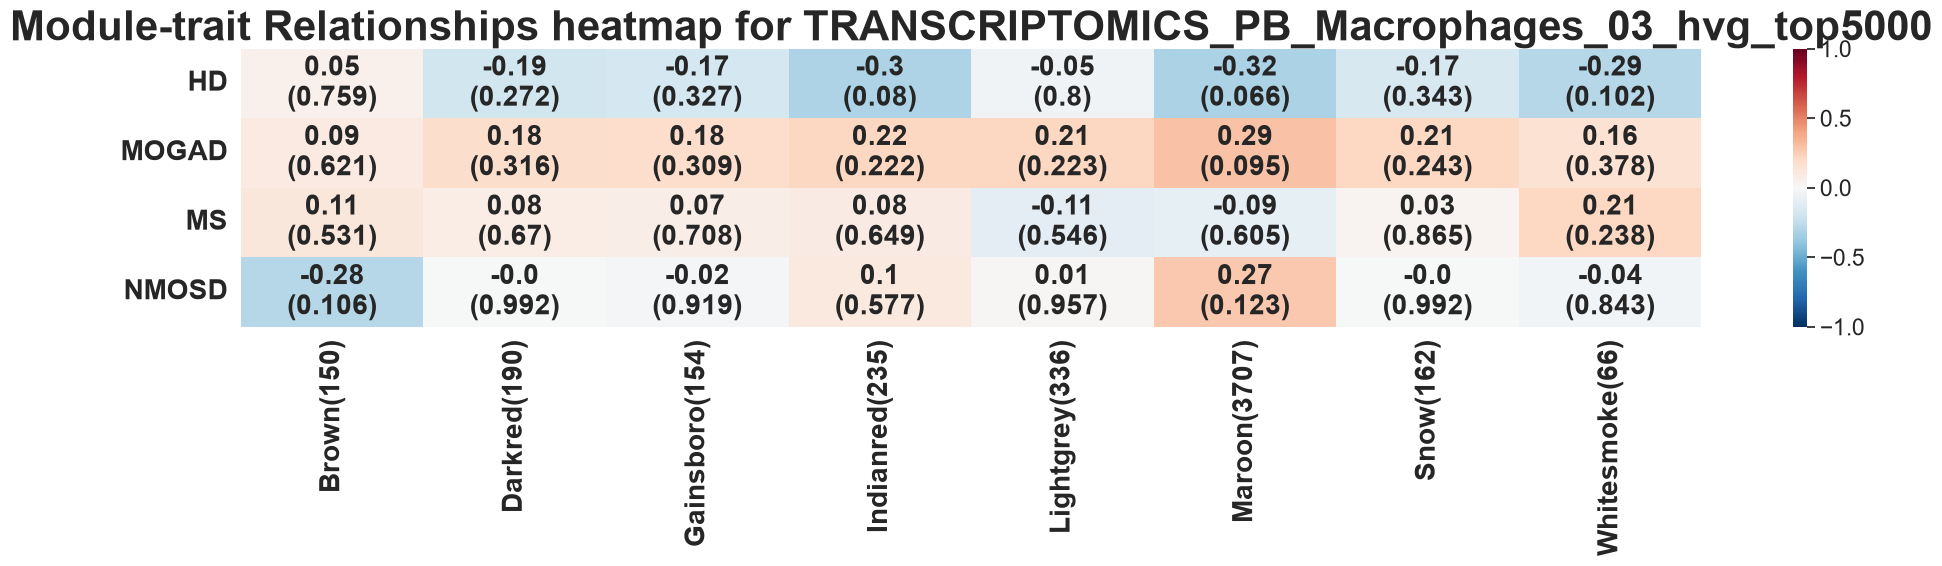 Module-trait Relationships heatmap for TRANSCRIPTOMICS_PB_Macrophages_03_hvg_top5000
HD
0.05 -0.19 -0.17 -0.3 -0.05 -0.32 -0.17 -0.29
(0.759) (0.272) (0.327) (0.08) (0.8) (0.066) (0.343) (0.102)
MOGAD
0.09 0.18 0.18 0.22 0.21 0.29 0.21 0.16
(0.621) (0.316) (0.309) (0.222) (0.223) (0.095) (0.243) (0.378)
MS
0.11 0.08 0.07 0.08 -0.11 -0.09 0.03 0.21
(0.531) (0.67) (0.708) (0.649) (0.546) (0.605) (0.865) (0.238)
NMOSD
-0.28 -0.0 -0.02 0.1 0.01 0.27 -0.0 -0.04
(0.106) (0.992) (0.919) (0.577) (0.957) (0.123) (0.992) (0.843)
Brown(150)
Darkred(190)
Gainsboro(154)
Indianred(235)
Lightgrey(336)
Maroon(3707)
Snow(162)
Whitesmoke(66)
1.0
0.5
0.0
−0.5
−1.0